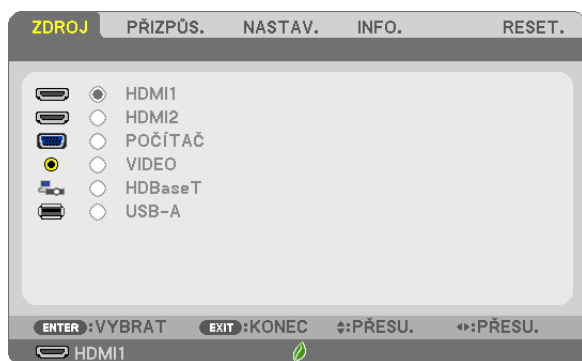 ZDROJ PŘIZPŮS. NASTAV. INFO. RESET.
HDMI1
HDMI2
POČÍTAČ
VIDEO
HDBaseT
USB-A
ENTER:VYBRAT EXIT:KONEC :PŘESU. :PŘESU.
HDMI1